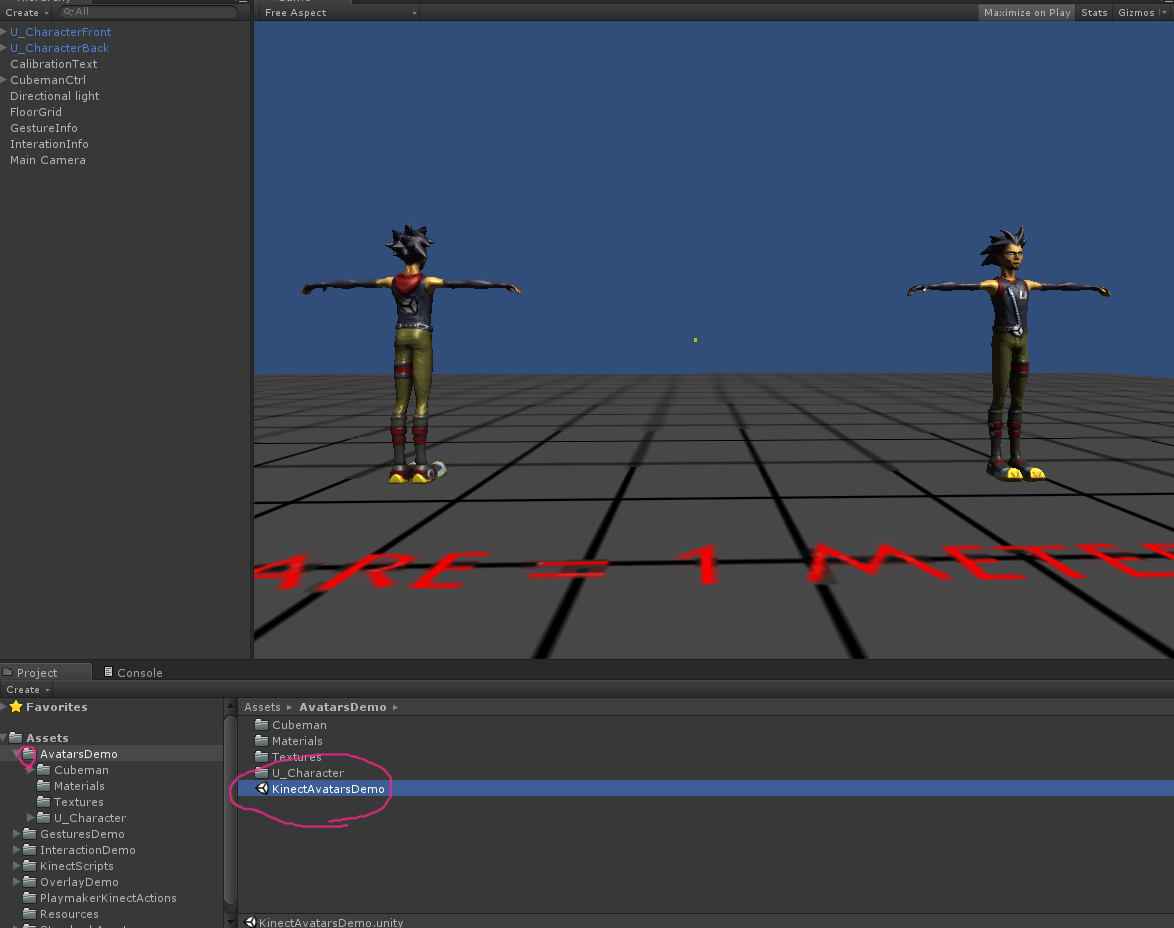 Create
All
Free Aspect
Maximize on Play Stats Gizmos
U_CharacterFront
U_CharacterBack
CalibrationText
CubemanCtrl
Directional light
FloorGrid
GestureInfo
InterationInfo
Main Camera
ARE = 1 METE
Project Console
Create
Favorites
Assets
AvatarsDemo
Cubeman
Materials
Textures
U_Character
GesturesDemo
InteractionDemo
KinectScripts
OverlayDemo
PlaymakerKinectActions
Resources
Assets AvatarsDemo
Cubeman
Materials
Textures
U_Character
KinectAvatarsDemo
KinectAvatarsDemo.unity